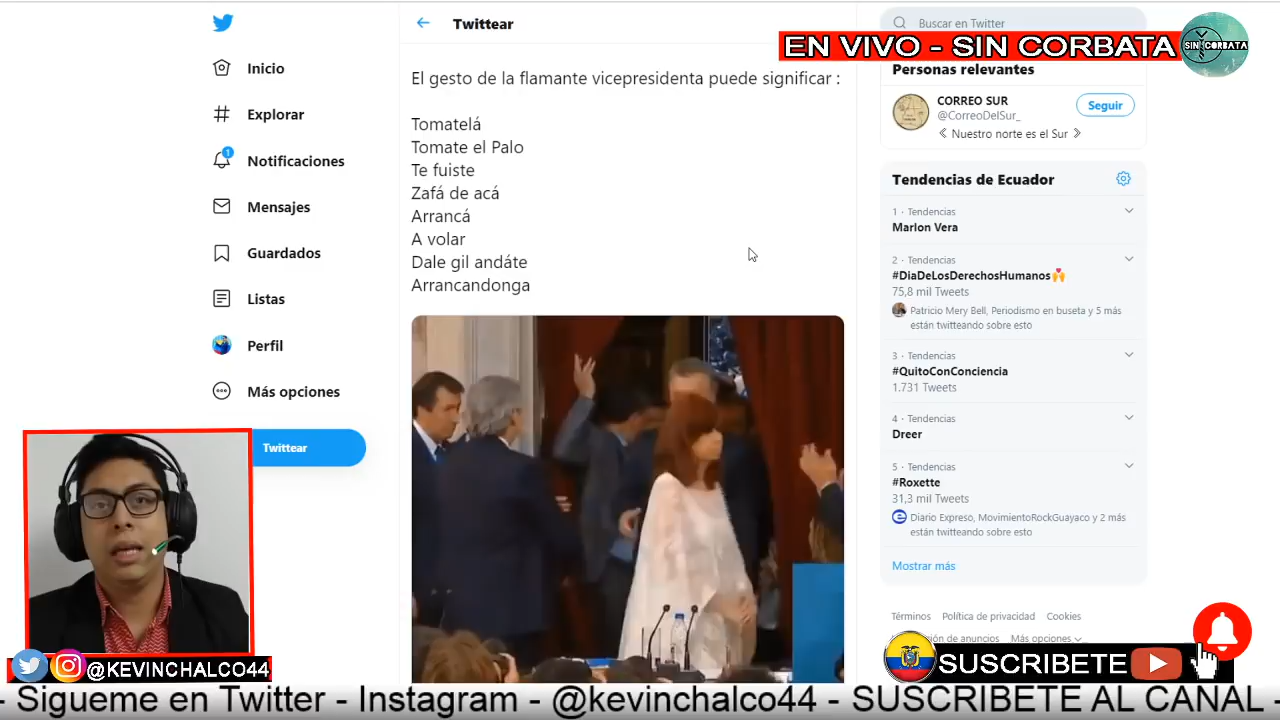 Inicio
Explorar
1
Notificaciones
Mensajes
Guardados
Listas
Perfil
Más opciones
Twittear
Twittear
El gesto de la flamante vicepresidenta puede significar :
Tomatelá
Tomate el Palo
Te fuiste
Zafá de acá
Arrancá
A volar
Dale gil andáte
Arrancandonga
Buscar en Twitter
EN VIVO - SIN CORBATA
SIN CORBATA
Personas relevantes
CORREO SUR
@CorreoDelSur_
Seguir
Nuestro norte es el Sur
Tendencias de Ecuador
1 · Tendencias
Marlon Vera
2 · Tendencias
#DiaDeLosDerechosHumanos
75,8 mil Tweets
Patricio Mery Bell, Periodismo en buseta y 5 más
están twitteando sobre esto
3 · Tendencias
#QuitoConConciencia
1.731 Tweets
4 · Tendencias
Dreer
5 · Tendencias
#Roxette
31,3 mil Tweets
Diario Expreso, MovimientoRockGuayaco y 2 más
están twitteando sobre esto
Mostrar más
Términos Política de privacidad Cookies
ión de anuncios Más opciones
SUSCRIBETE
@KEVINCHALCO44
- Sigueme en Twitter - Instagram - @kevinchalco44 - SUSCRIBETE AL CANAL -